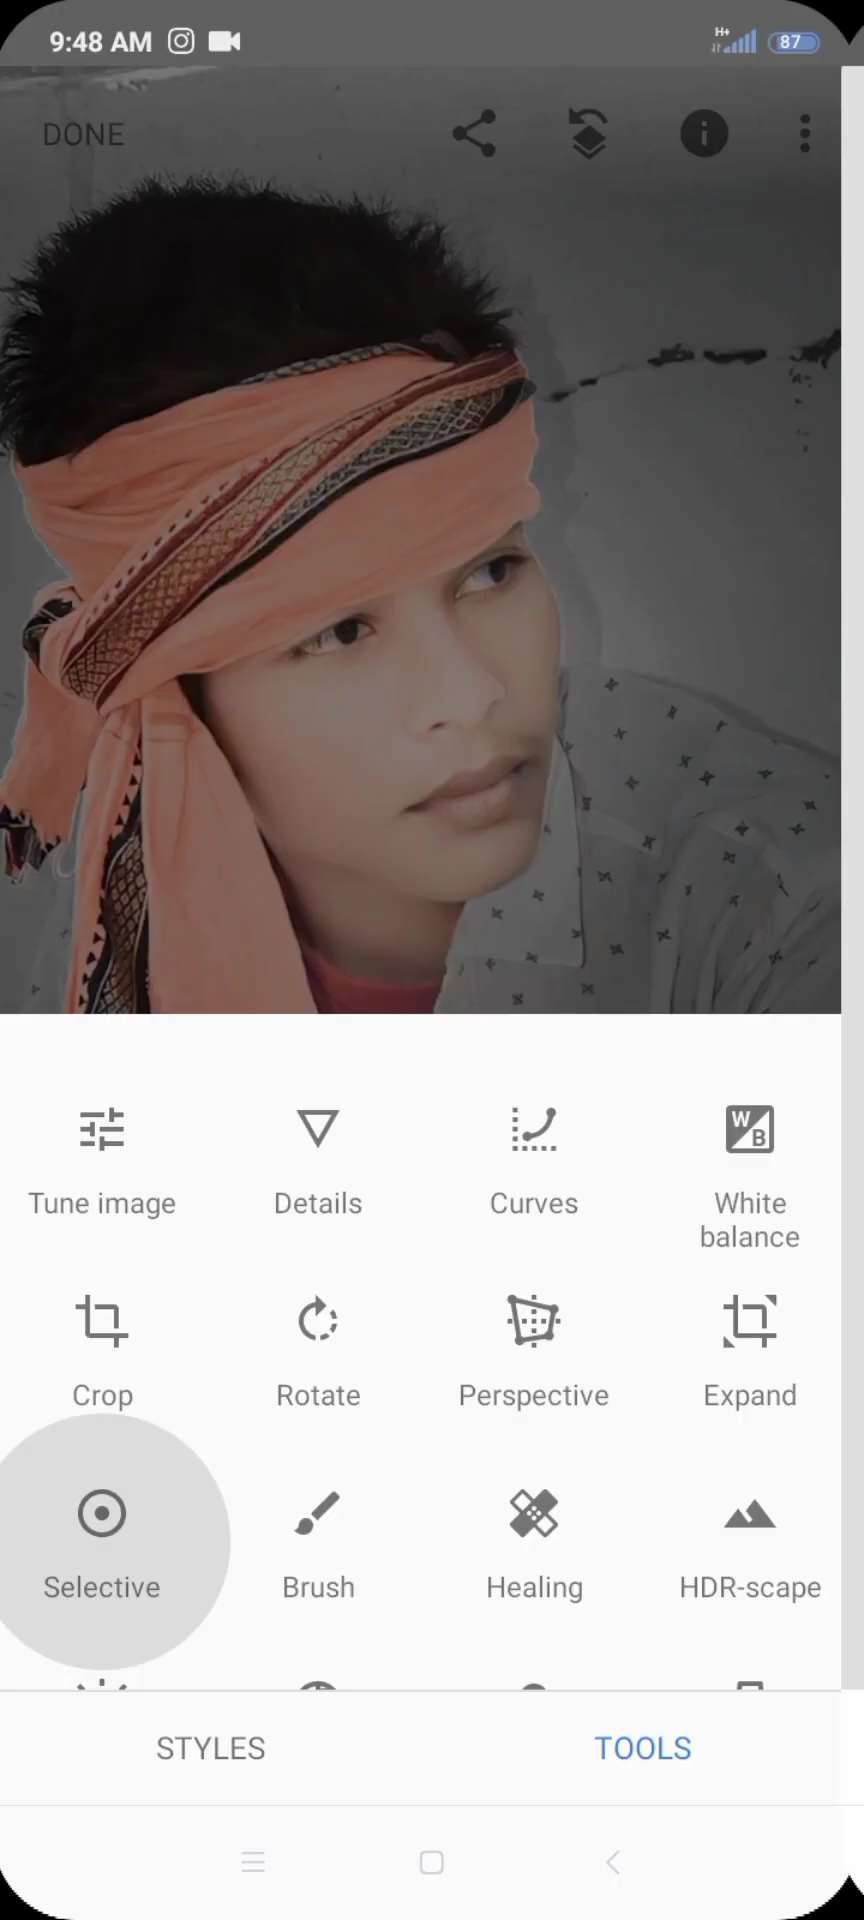 9:48 AM H+ 87
DONE
Tune image Details Curves White balance
W B
Crop Rotate Perspective Expand
Selective Brush Healing HDR-scape
STYLES TOOLS